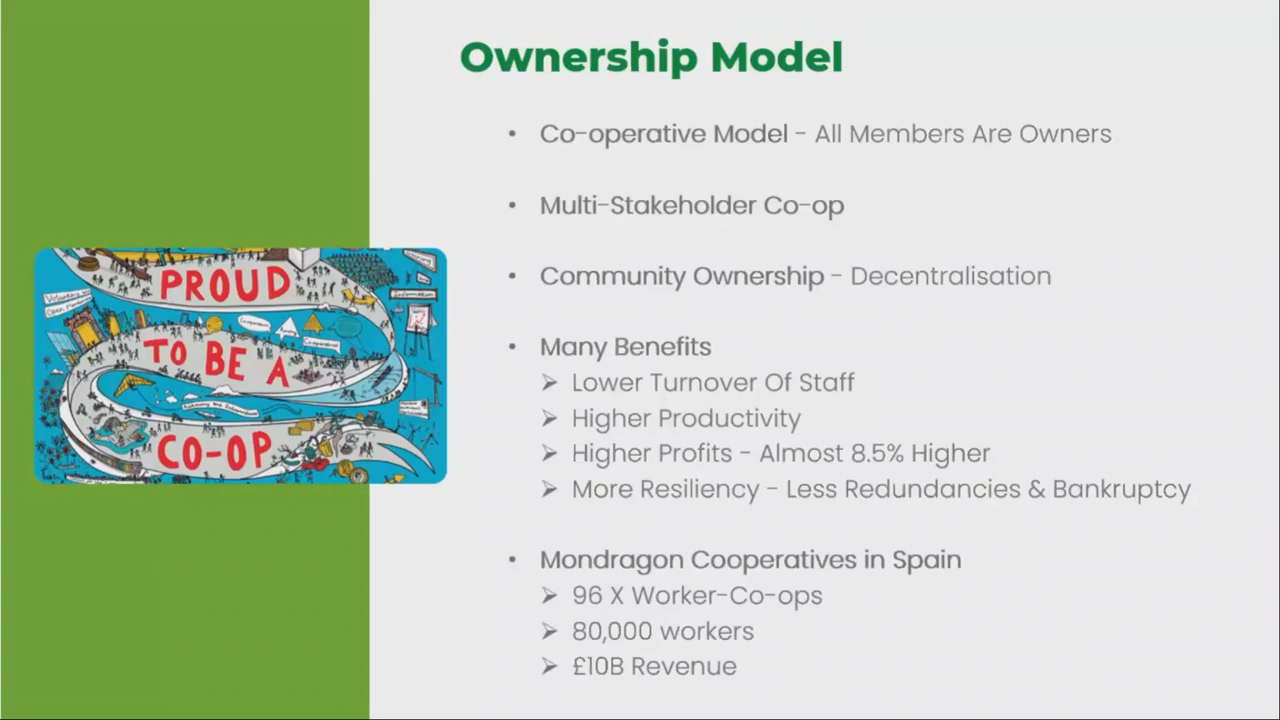 Ownership Model
• Co-operative Model - All Members Are Owners
• Multi-Stakeholder Co-op
• Community Ownership - Decentralisation
• Many Benefits
➢ Lower Turnover Of Staff
➢ Higher Productivity
➢ Higher Profits - Almost 8.5% Higher
➢ More Resiliency - Less Redundancies & Bankruptcy
• Mondragon Cooperatives in Spain
➢ 96 X Worker-Co-ops
➢ 80,000 workers
➢ £10B Revenue
PROUD
TO BE A
CO-OP